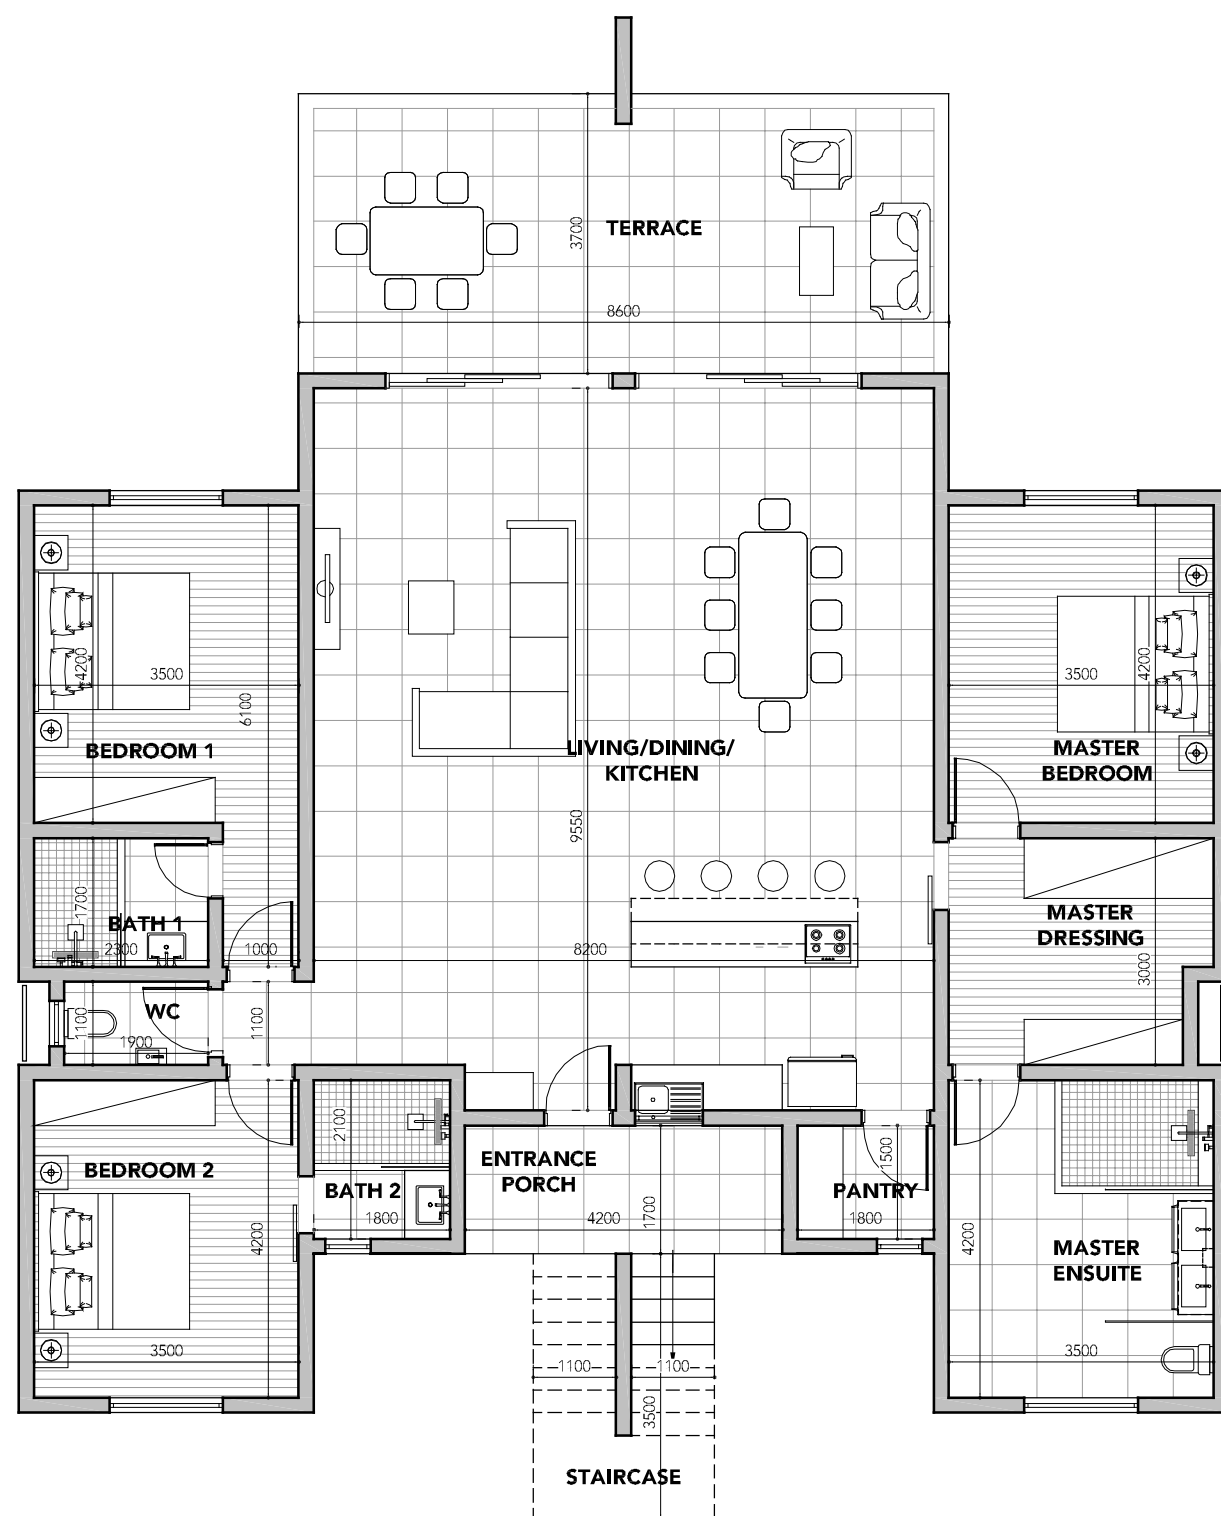 TERRACE
3700
8600
3500
4200
6100
BEDROOM 1
LIVING/DINING/
KITCHEN
9550
8200
3500
4200
MASTER
BEDROOM
1700
BATH 1
2300
1000
MASTER
DRESSING
3000
WC
1100
1900
1100
BEDROOM 2
4200
3500
2100
BATH 2
1800
ENTRANCE
PORCH
4200
1700
1500
PANTRY
1800
4200
MASTER
ENSUITE
3500
1100
1100
3500
STAIRCASE